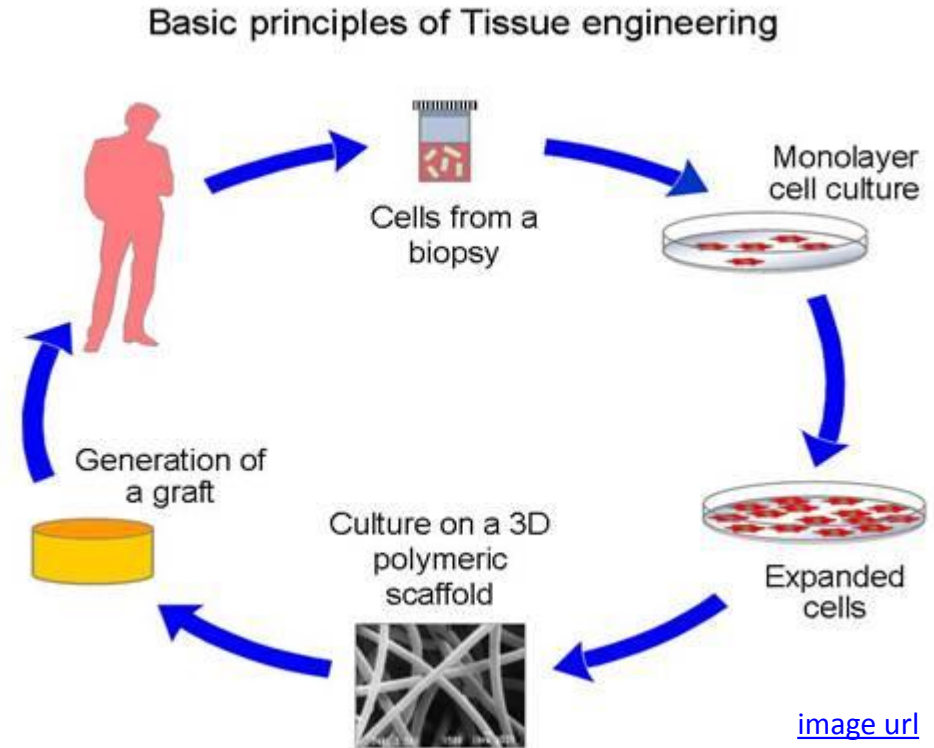 Basic principles of Tissue engineering
Cells from a
biopsy
Monolayer
cell culture
Expanded
cells
Culture on a 3D
polymeric
scaffold
Generation of
a graft
image url